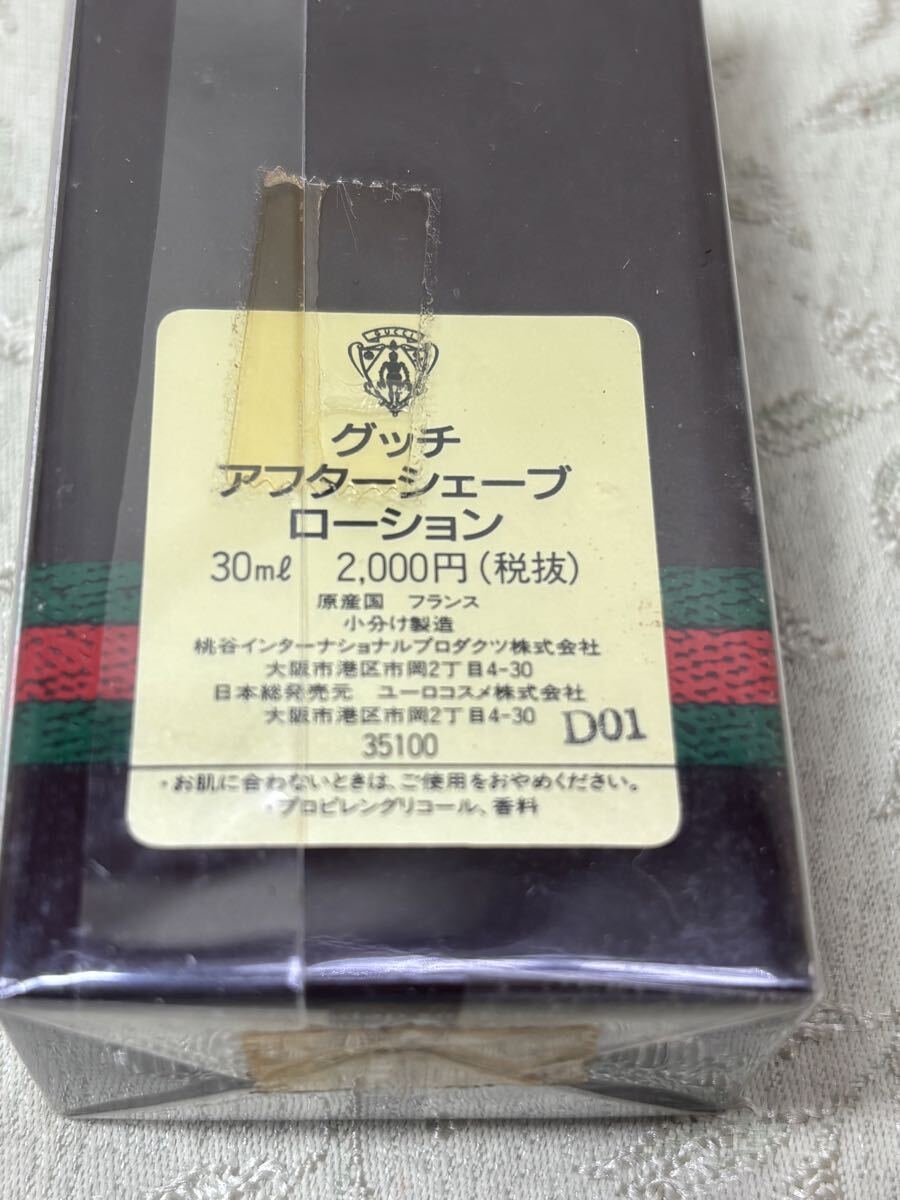 GUCCI
グッチ
アフターシェーブ
ローション
30ml 2,000円(税抜)
原産国 フランス
小分け製造
桃谷インターナショナルプロダクツ株式会社
大阪市港区市岡2丁目4-30
日本総発売元 ユーロコスメ株式会社
大阪市港区市岡2丁目4-30
35100 D01
・お肌に合わないときは、ご使用をおやめください。
・プロピレングリコール、香料